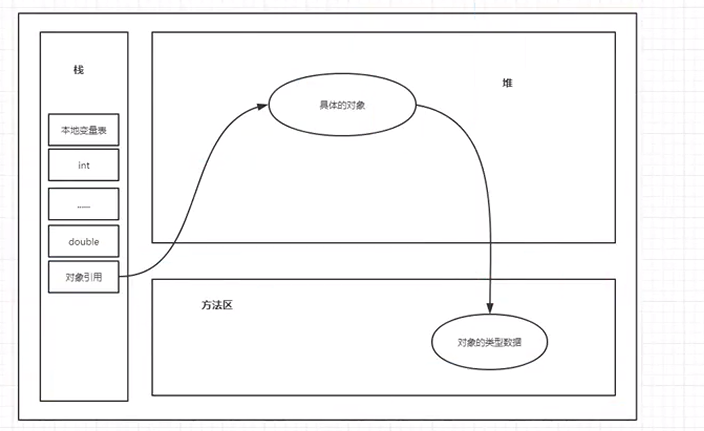 栈
堆
具体的对象
本地变量表
int
......
double
对象引用
方法区
对象的类型数据